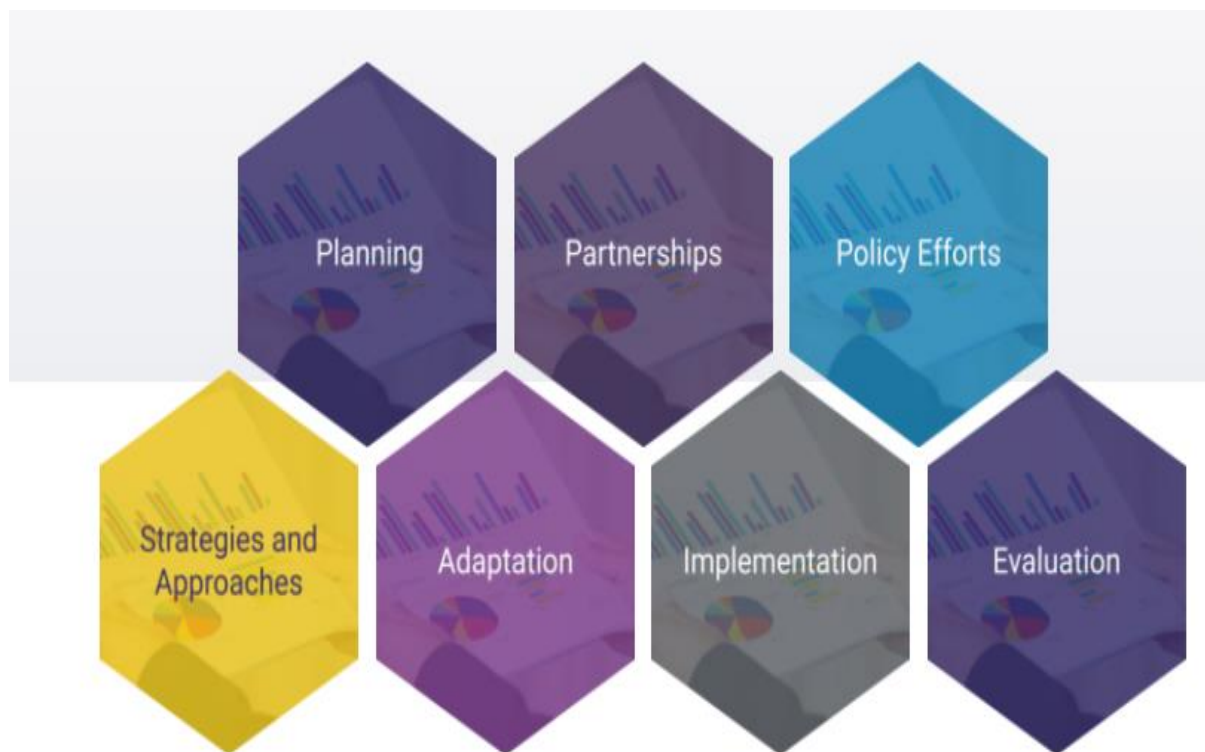 Planning
Partnerships
Policy Efforts
Strategies and
Approaches
Adaptation
Implementation
Evaluation